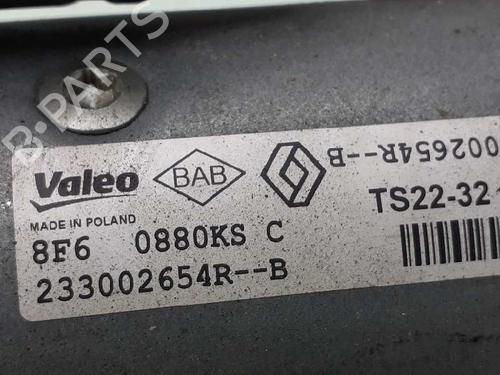 B-PARTS
Valeo
BAB
MADE IN POLAND
8F6 0880KS C
233002654R--B
002654R--B
TS22-32